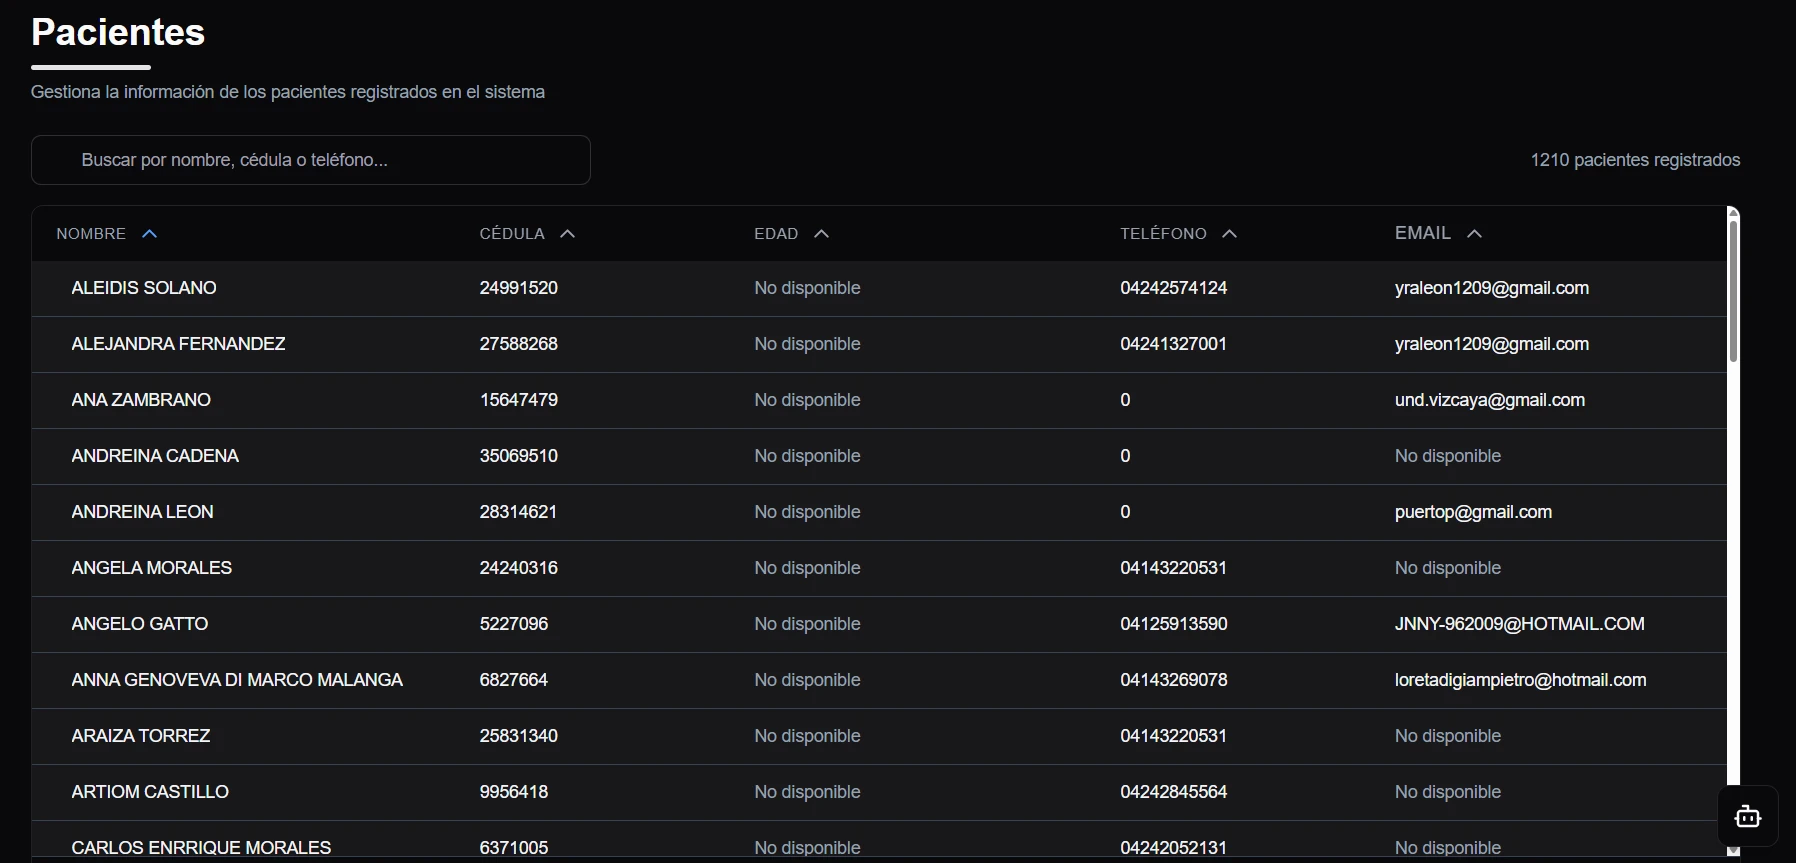 Pacientes
Gestiona la información de los pacientes registrados en el sistema
Buscar por nombre, cédula o teléfono...
1210 pacientes registrados
NOMBRE CÉDULA EDAD TELÉFONO EMAIL
ALEIDIS SOLANO 24991520 No disponible 04242574124 yraleon1209@gmail.com
ALEJANDRA FERNANDEZ 27588268 No disponible 04241327001 yraleon1209@gmail.com
ANA ZAMBRANO 15647479 No disponible 0 und.vizcaya@gmail.com
ANDREINA CADENA 35069510 No disponible 0 No disponible
ANDREINA LEON 28314621 No disponible 0 puertop@gmail.com
ANGELA MORALES 24240316 No disponible 04143220531 No disponible
ANGELO GATTO 5227096 No disponible 04125913590 JNNY-962009@HOTMAIL.COM
ANNA GENOVEVA DI MARCO MALANGA 6827664 No disponible 04143269078 loretadigiampietro@hotmail.com
ARAIZA TORREZ 25831340 No disponible 04143220531 No disponible
ARTIOM CASTILLO 9956418 No disponible 04242845564 No disponible
CARLOS ENRRIQUE MORALES 6371005 No disponible 04242052131 No disponible